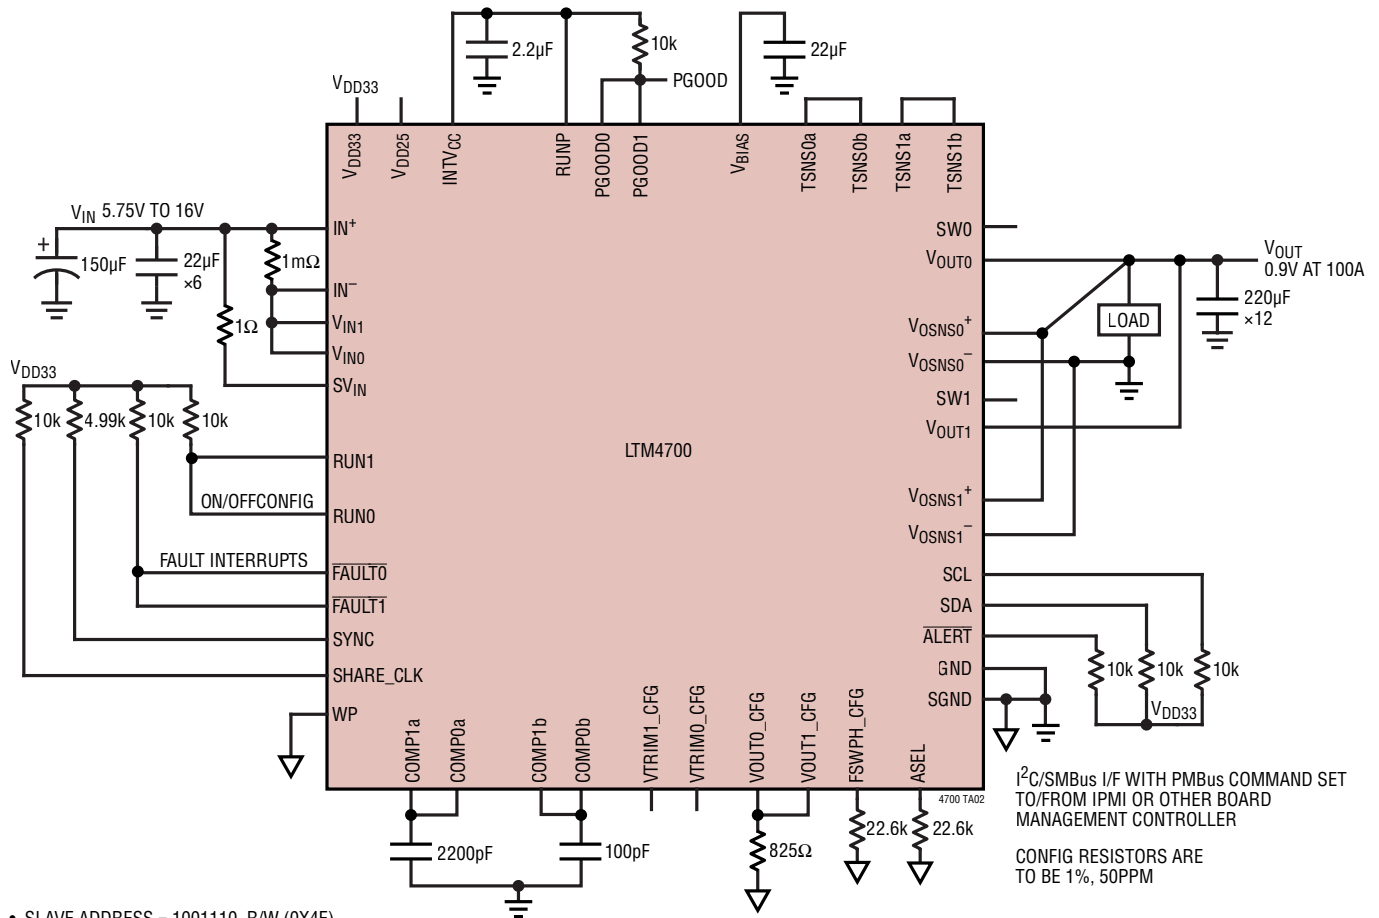 2.2µF
10k
22µF
PGOOD
VDD33
VDD33
VDD25
INTVCC
RUNP
PGOOD0
PGOOD1
VBIAS
TSNS0a
TSNS0b
TSNS1a
TSNS1b
VIN 5.75V TO 16V
+
150µF
22µF
×6
1mΩ
1Ω
IN+
IN–
VIN1
VIN0
SVIN
VDD33
10k
4.99k
10k
10k
RUN1
ON/OFFCONFIG
RUN0
FAULT INTERRUPTS
FAULT0
FAULT1
SYNC
SHARE_CLK
WP
LTM4700
SW0
VOUT0
VOSNS0+
VOSNS0–
SW1
VOUT1
VOSNS1+
VOSNS1–
SCL
SDA
ALERT
GND
SGND
VOUT
0.9V AT 100A
220µF
×12
LOAD
10k
10k
10k
VDD33
COMP1a
COMP0a
COMP1b
COMP0b
VTRIM1_CFG
VTRIM0_CFG
VOUT0_CFG
VOUT1_CFG
FSWPH_CFG
ASEL
4700 TA02
2200pF
100pF
825Ω
22.6k
22.6k
I2C/SMBus I/F WITH PMBus COMMAND SET
TO/FROM IPMI OR OTHER BOARD
MANAGEMENT CONTROLLER
CONFIG RESISTORS ARE
TO BE 1%, 50PPM